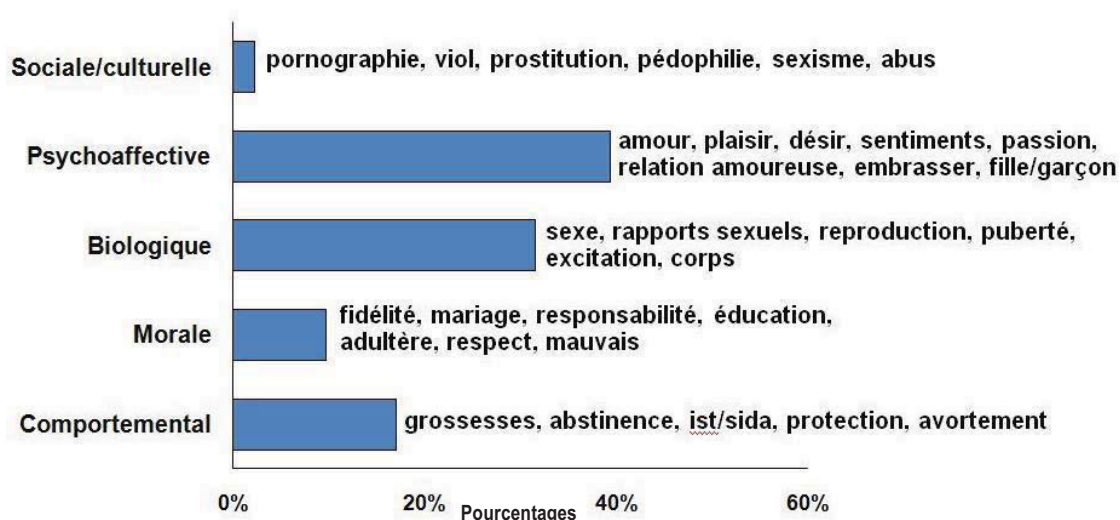 Sociale/culturelle
pornographie, viol, prostitution, pédophilie, sexisme, abus
Psychoaffective
amour, plaisir, désir, sentiments, passion,
relation amoureuse, embrasser, fille/garçon
Biologique
sexe, rapports sexuels, reproduction, puberté,
excitation, corps
Morale
fidélité, mariage, responsabilité, éducation,
adultère, respect, mauvais
Comportemental
grossesses, abstinence, ist/sida, protection, avortement
0% 20% 40% 60%
Pourcentages